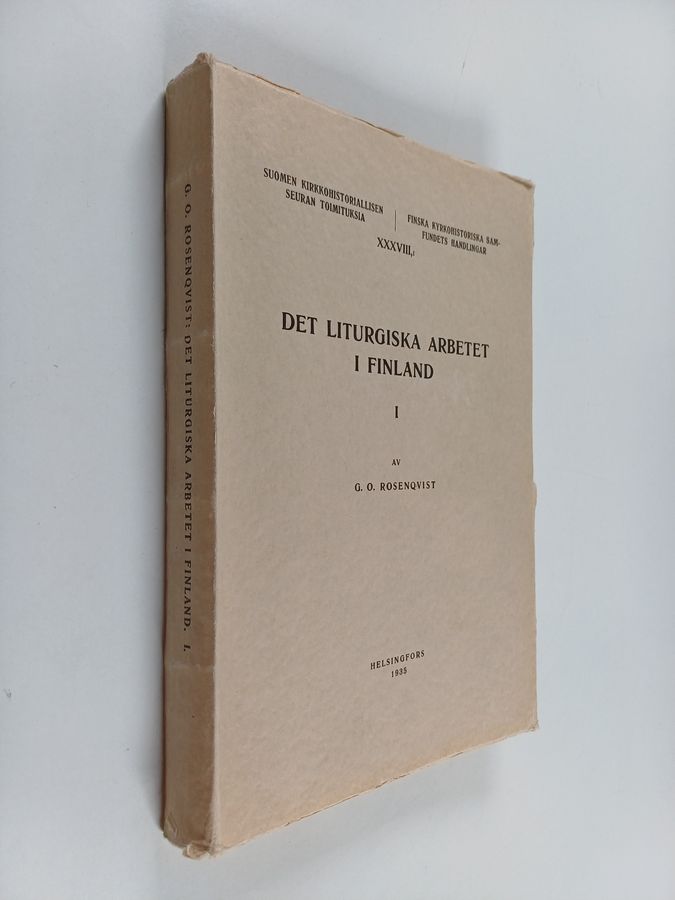 SUOMEN KIRKKOHISTORIALLISEN
SEURAN TOIMITUKSIA
FINSKA KYRKOHISTORISKA SAM-
FUNDETS HANDLINGAR
XXXVIII,:
DET LITURGISKA ARBETET
I FINLAND
I
AV
G. O. ROSENQVIST
HELSINGFORS
1935
G. O. ROSENQVIST: DET LITURGISKA ARBETET I FINLAND. I.